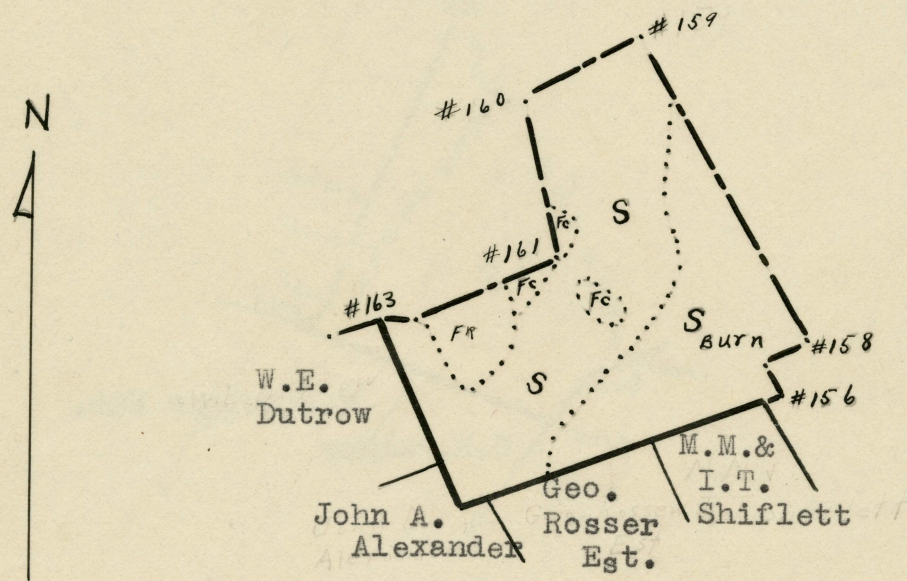 #159
N
#160
S
Fc
#161
Fc
Fc
#163
FR
S
Burn
#158
S
W.E.
Dutrow
#156
M.M.&
I.T.
Shiflett
Geo.
Rosser
Est.
John A.
Alexander